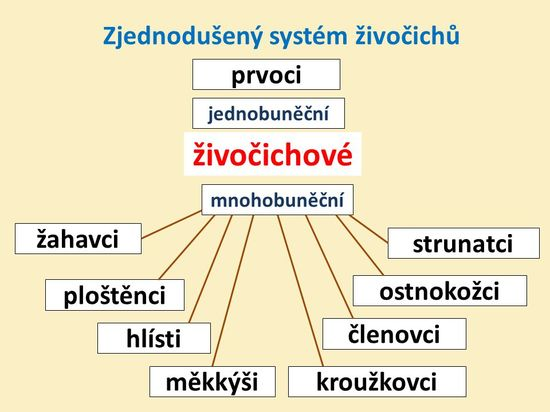 Zjednodušený systém živočichů
prvoci
jednobuněční
živočichové
mnohobuněční
žahavci
strunatci
ploštěnci
ostnokožci
hlísti
členovci
měkkýši
kroužkovci